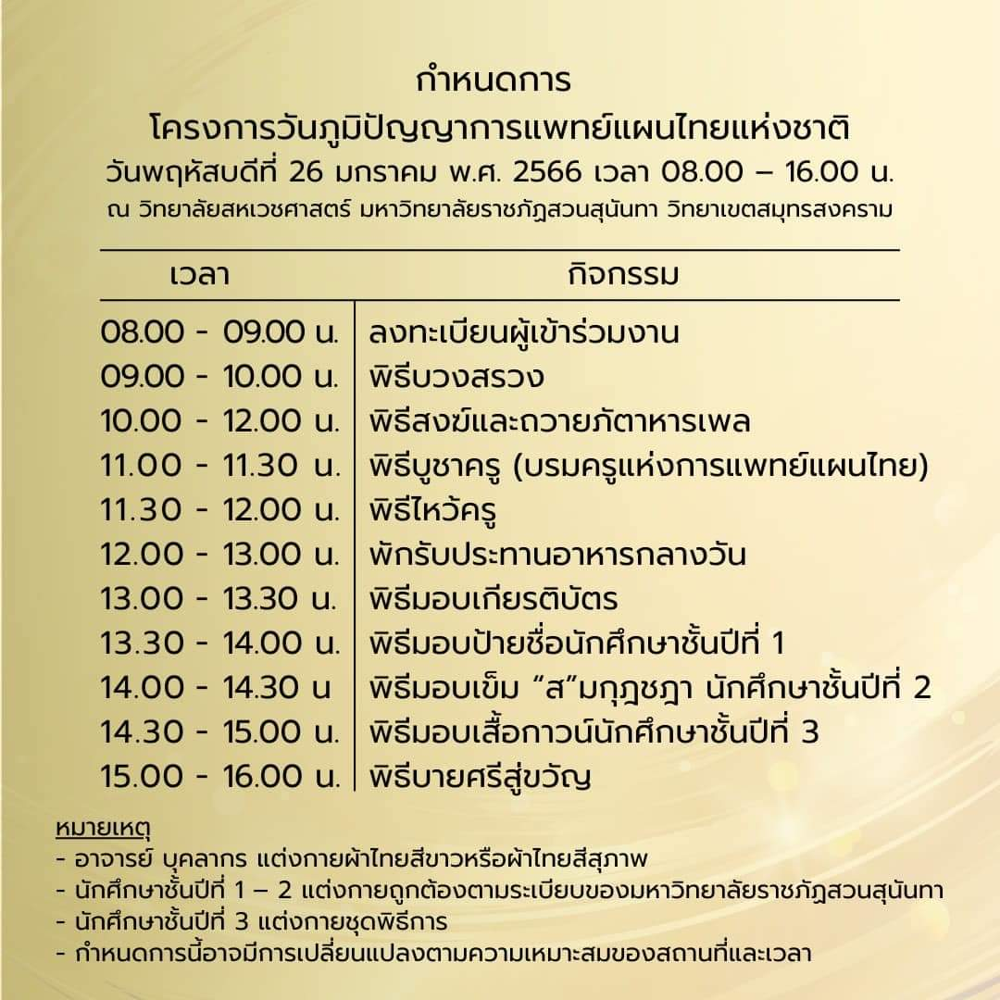 กำหนดการ
โครงการวันภูมิปัญญาการแพทย์แผนไทยแห่งชาติ
วันพฤหัสบดีที่ 26 มกราคม พ.ศ. 2566 เวลา 08.00 – 16.00 น.
ณ วิทยาลัยสหเวชศาสตร์ มหาวิทยาลัยราชภัฏสวนสุนันทา วิทยาเขตสมุทรสงคราม
เวลา กิจกรรม
08.00 - 09.00 น. ลงทะเบียนผู้เข้าร่วมงาน
09.00 - 10.00 น. พิธีบวงสรวง
10.00 - 12.00 น. พิธีสงฆ์และถวายภัตาหารเพล
11.00 - 11.30 น. พิธีบูชาครู (บรมครูแห่งการแพทย์แผนไทย)
11.30 - 12.00 น. พิธีไหว้ครู
12.00 - 13.00 น. พักรับประทานอาหารกลางวัน
13.00 - 13.30 น. พิธีมอบเกียรติบัตร
13.30 - 14.00 น. พิธีมอบป้ายชื่อนักศึกษาชั้นปีที่ 1
14.00 - 14.30 น พิธีมอบเข็ม “ส”มกุฎชฎา นักศึกษาชั้นปีที่ 2
14.30 - 15.00 น. พิธีมอบเสื้อกาวน์นักศึกษาชั้นปีที่ 3
15.00 - 16.00 น. พิธีบายศรีสู่ขวัญ
หมายเหตุ
- อาจารย์ บุคลากร แต่งกายผ้าไทยสีขาวหรือผ้าไทยสีสุภาพ
- นักศึกษาชั้นปีที่ 1 – 2 แต่งกายถูกต้องตามระเบียบของมหาวิทยาลัยราชภัฏสวนสุนันทา
- นักศึกษาชั้นปีที่ 3 แต่งกายชุดพิธีการ
- กำหนดการนี้อาจมีการเปลี่ยนแปลงตามความเหมาะสมของสถานที่และเวลา